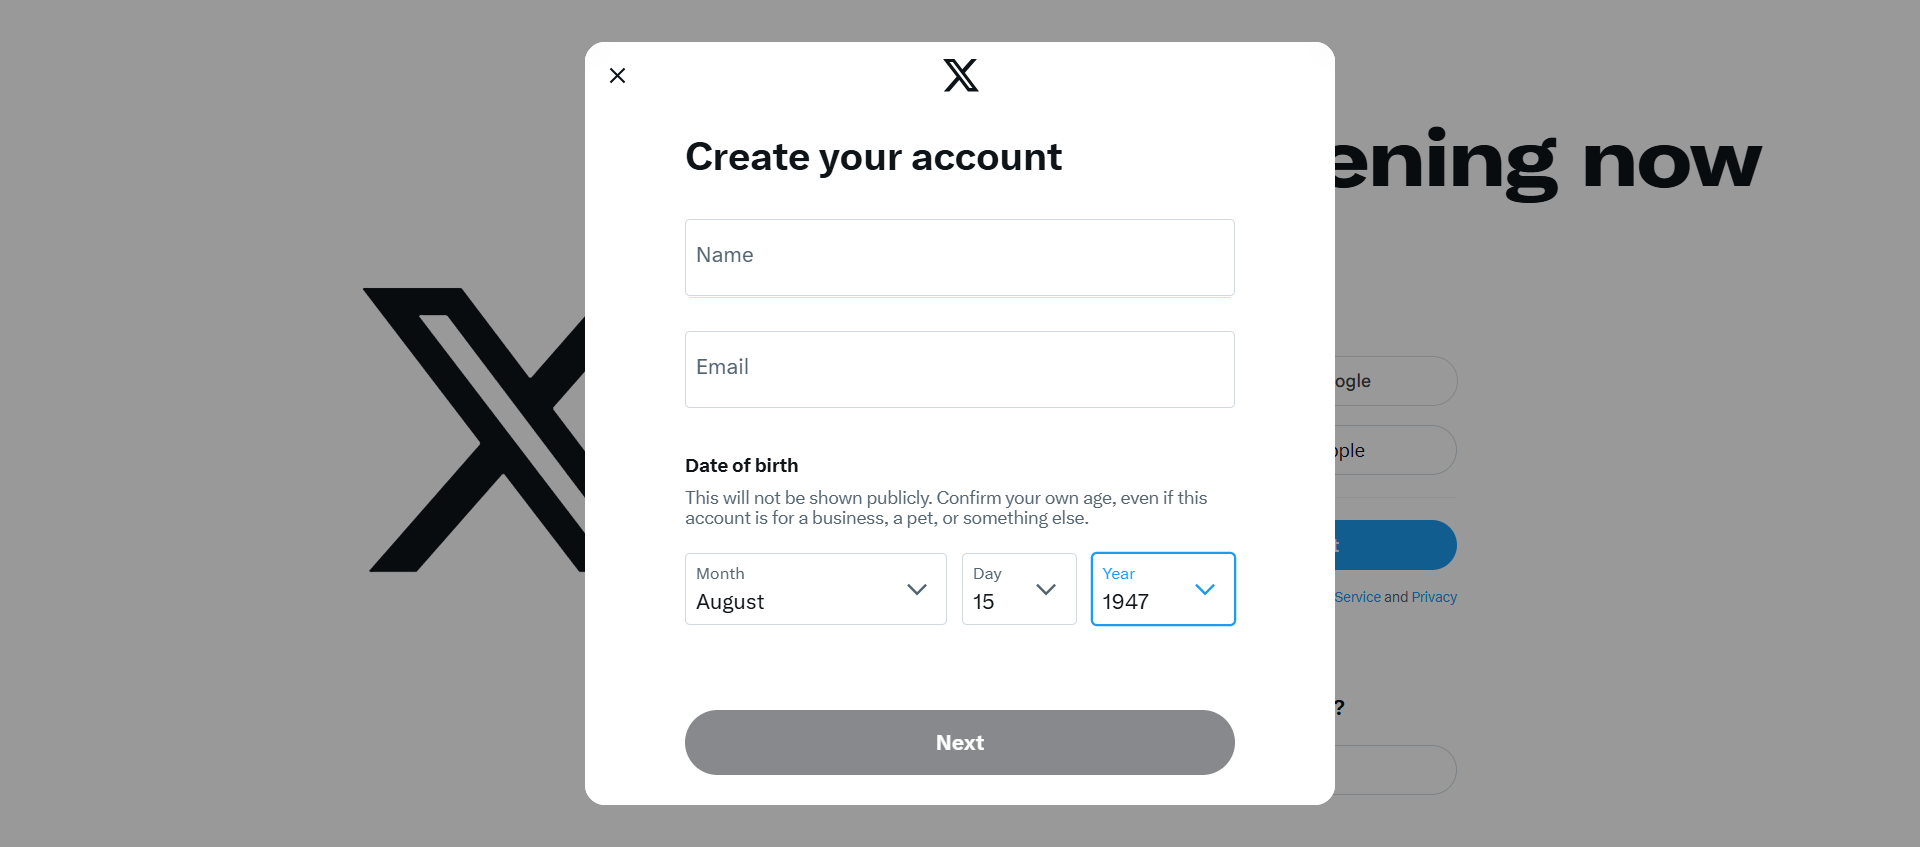 Create your account
Name
Email
Date of birth
This will not be shown publicly. Confirm your own age, even if this
account is for a business, a pet, or something else.
Month
August
Day
15
Year
1947
Next
ening now
ogle
ple
t
Service and Privacy
?